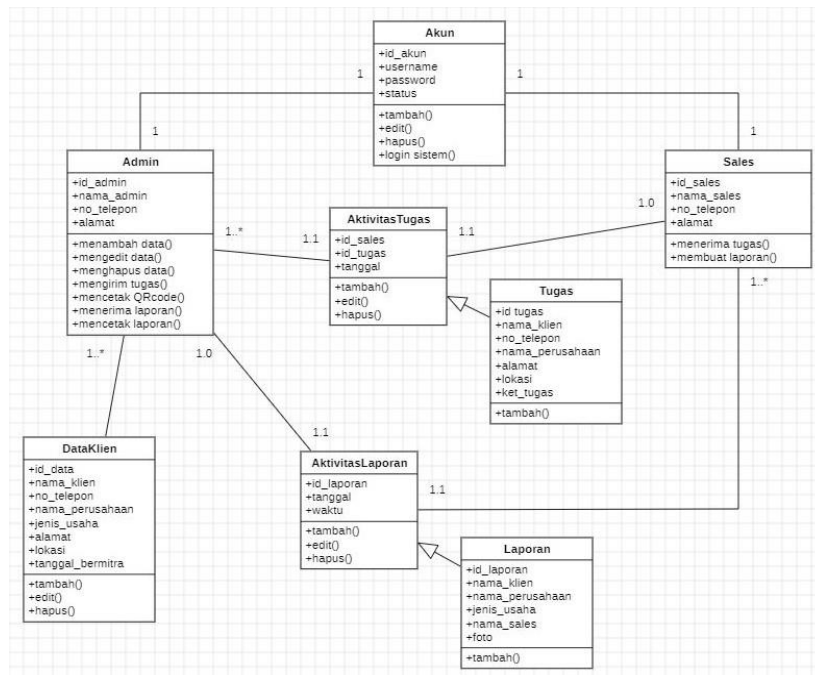 Akun
+id_akun
+username
+password
+status
+tambah()
+edit()
+hapus()
+login sistem()
1
1
1
1
Admin
+id_admin
+nama_admin
+no_telepon
+alamat
+menambah data()
+mengedit data()
+menghapus data()
+mengirim tugas()
+mencetak QRcode()
+menerima laporan()
+mencetak laporan()
Sales
+id_sales
+nama_sales
+no_telepon
+alamat
+menerima tugas()
+membuat laporan()
1..*
1.1
AktivitasTugas
+id_sales
+id_tugas
+tanggal
+tambah()
+edit()
+hapus()
1.1
1.0
Tugas
+id tugas
+nama_klien
+no_telepon
+nama_perusahaan
+alamat
+lokasi
+ket_tugas
+tambah()
1..*
1..*
1.0
1.1
DataKlien
+id_data
+nama_klien
+no_telepon
+nama_perusahaan
+jenis_usaha
+alamat
+lokasi
+tanggal_bermitra
+tambah()
+edit()
+hapus()
AktivitasLaporan
+id_laporan
+tanggal
+waktu
+tambah()
+edit()
+hapus()
1.1
Laporan
+id_laporan
+nama_klien
+nama_perusahaan
+jenis_usaha
+nama_sales
+foto
+tambah()